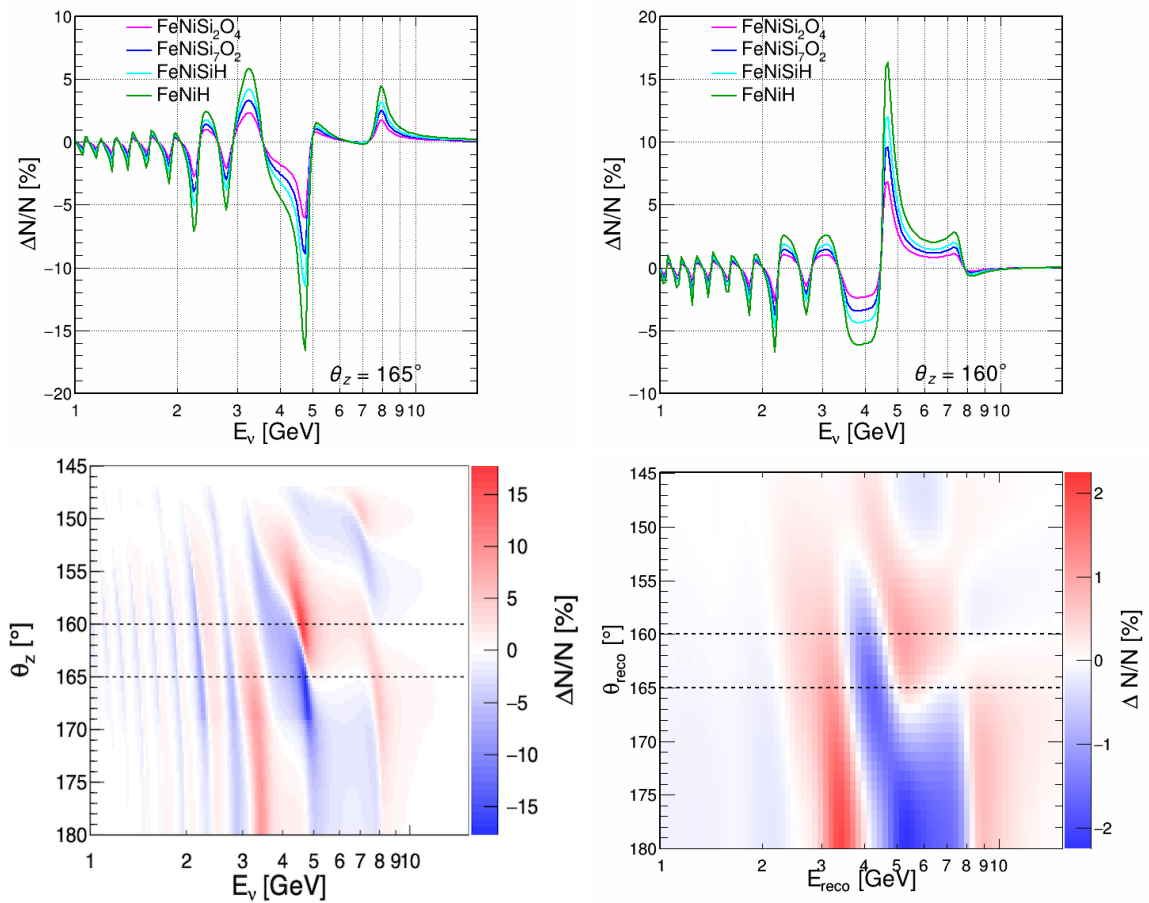 10
5
0
−5
−10
−15
−20
ΔN/N [%]
FeNiSi₂O₄
FeNiSi₇O₂
FeNiSiH
FeNiH
θz = 165°
1 2 3 4 5 6 7 8 9 10
Eν [GeV]
20
15
10
5
0
−5
−10
ΔN/N [%]
FeNiSi₂O₄
FeNiSi₇O₂
FeNiSiH
FeNiH
θz = 160°
1 2 3 4 5 6 7 8 9 10
Eν [GeV]
145
150
155
160
165
170
175
180
θz [°]
1 2 3 4 5 6 7 8 910
Eν [GeV]
15
10
5
0
−5
−10
−15
ΔN/N [%]
145
150
155
160
165
170
175
180
θreco [°]
1 2 3 4 5 6 7 8 910
Ereco [GeV]
2
1
0
−1
−2
Δ N/N [%]